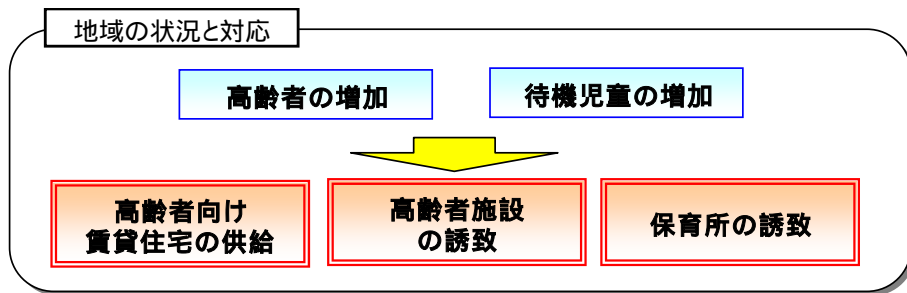 地域の状況と対応
高齢者の増加
待機児童の増加
高齢者向け
賃貸住宅の供給
高齢者施設
の誘致
保育所の誘致